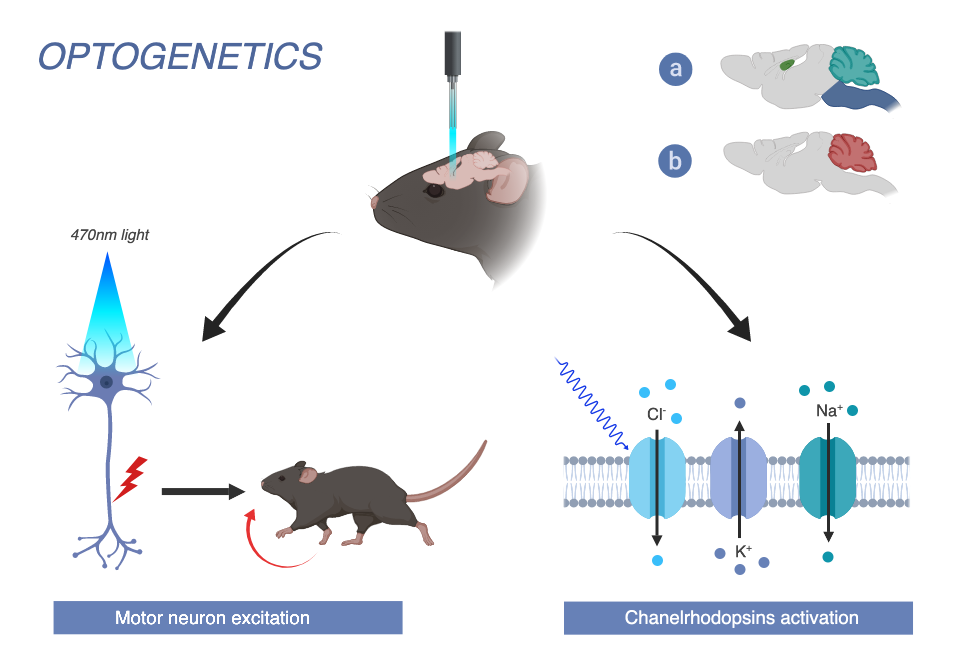 OPTOGENETICS
a
b
470nm light
Cl-
Na+
K+
Motor neuron excitation
Chanelrhodopsins activation